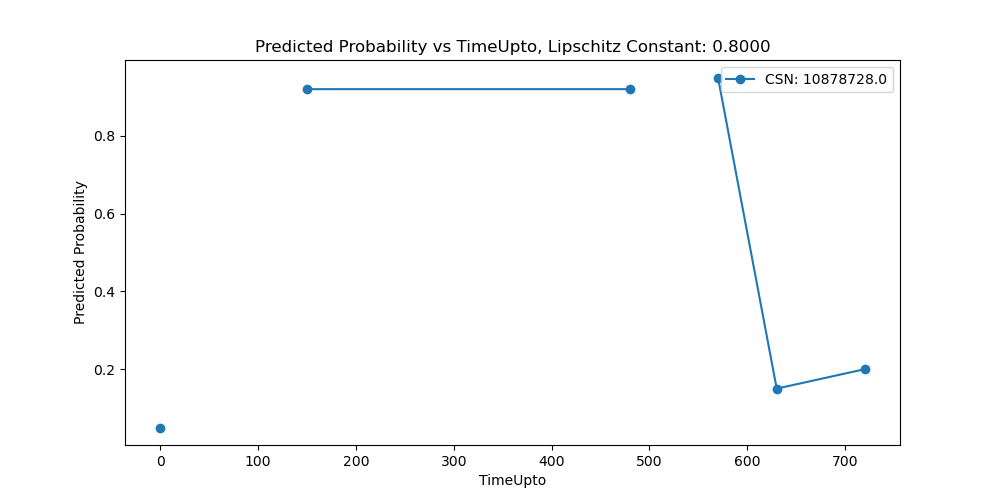 Predicted Probability vs TimeUpto, Lipschitz Constant: 0.8000
CSN: 10878728.0
Predicted Probability
0.8
0.6
0.4
0.2
0 100 200 300 400 500 600 700
TimeUpto